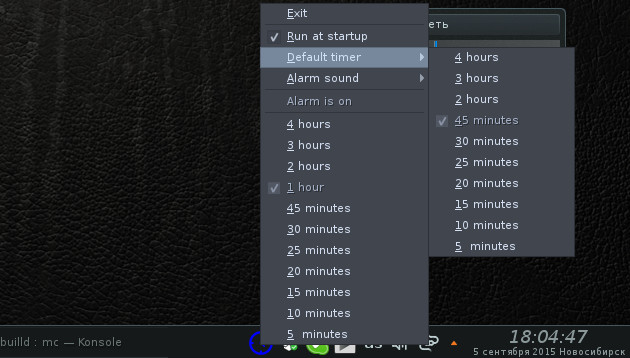 Exit
Run at startup
Default timer
Alarm sound
Alarm is on
4 hours
3 hours
2 hours
1 hour
45 minutes
30 minutes
25 minutes
20 minutes
15 minutes
10 minutes
5 minutes
еть
4 hours
3 hours
2 hours
45 minutes
30 minutes
25 minutes
20 minutes
15 minutes
10 minutes
5 minutes
builld : mc — Konsole
18:04:47
5 сентября 2015 Новосибирск